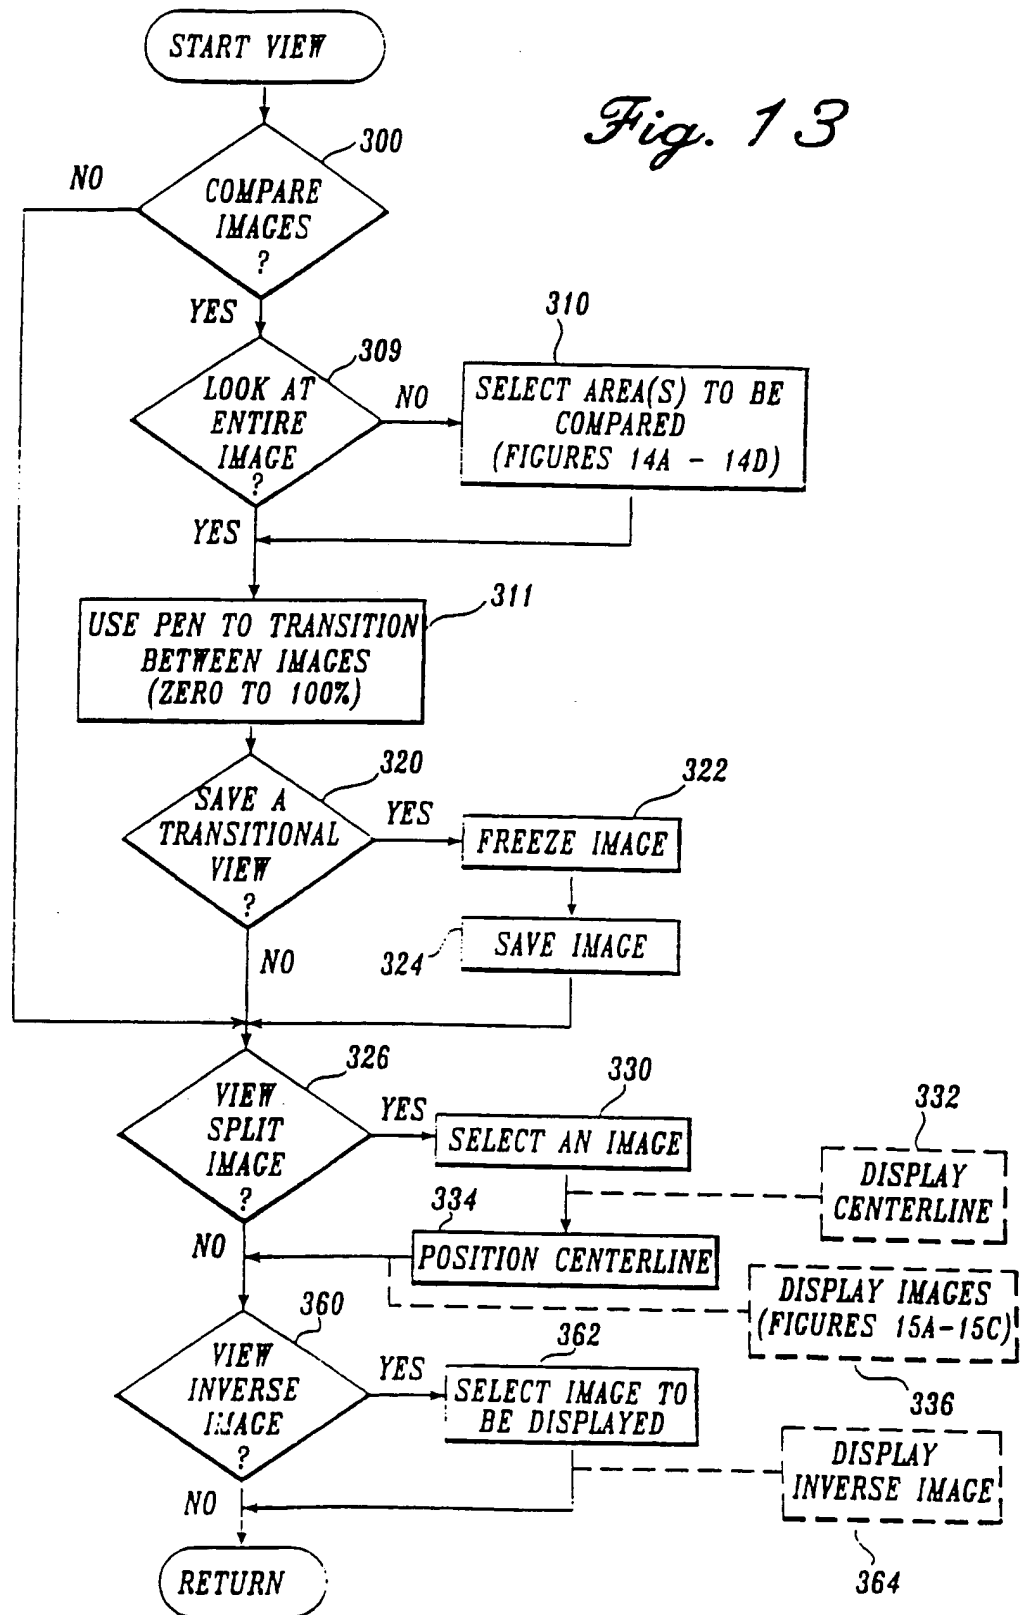 START VIEW
Fig. 13
300
NO
COMPARE
IMAGES
?
YES
309
310
LOOK AT
ENTIRE
IMAGE
?
NO
SELECT AREA(S) TO BE
COMPARED
(FIGURES 14A - 14D)
YES
311
USE PEN TO TRANSITION
BETWEEN IMAGES
(ZERO TO 100%)
320
SAVE A
TRANSITIONAL
VIEW
?
YES
322
FREEZE IMAGE
324
SAVE IMAGE
NO
326
VIEW
SPLIT
IMAGE
?
YES
330
SELECT AN IMAGE
332
DISPLAY
CENTERLINE
334
NO
POSITION CENTERLINE
DISPLAY IMAGES
(FIGURES 15A-15C)
336
360
VIEW
INVERSE
IMAGE
?
YES
362
SELECT IMAGE TO
BE DISPLAYED
DISPLAY
INVERSE IMAGE
364
NO
RETURN